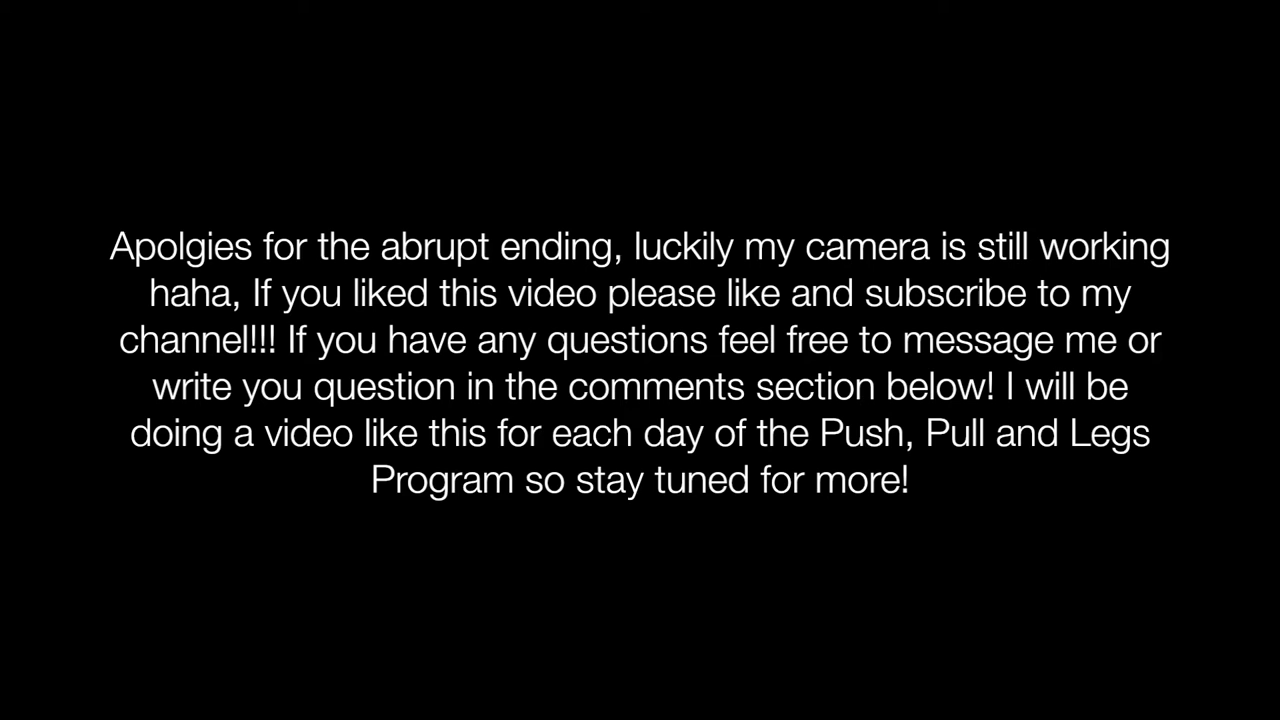 Apolgies for the abrupt ending, luckily my camera is still working
haha, If you liked this video please like and subscribe to my
channel!!! If you have any questions feel free to message me or
write you question in the comments section below! I will be
doing a video like this for each day of the Push, Pull and Legs
Program so stay tuned for more!